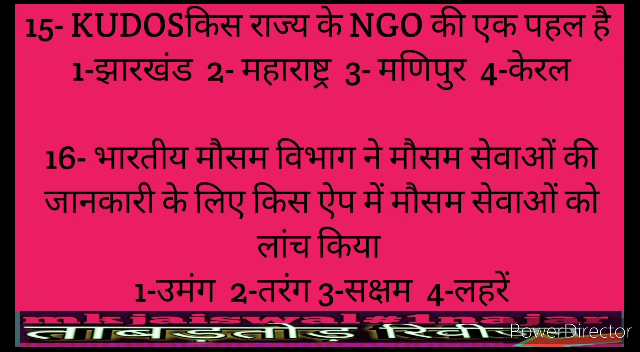 15- KUDOSकिस राज्य के NGO की एक पहल है
1-झारखंड 2- महाराष्ट्र 3- मणिपुर 4-केरल
16- भारतीय मौसम विभाग ने मौसम सेवाओं की
जानकारी के लिए किस ऐप में मौसम सेवाओं को
लांच किया
1-उमंग 2-तरंग 3-सक्षम 4-लहरें
mkjaiswal#1najar
ताबड़तोड़
PowerDirector